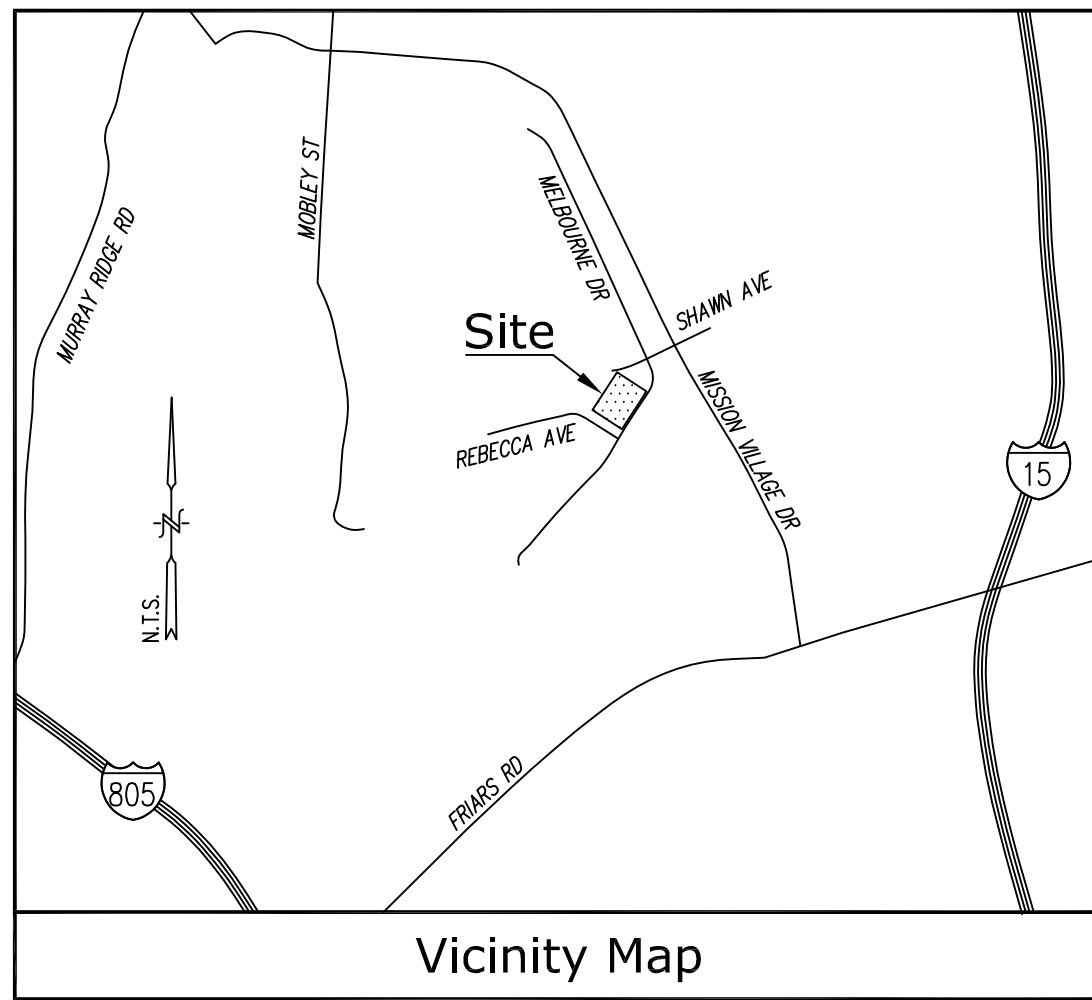 MOBLEY ST
MELBOURNE DR
MURRAY RIDGE RD
SHAWN AVE
Site
MISSION VILLAGE DR
REBECCA AVE
15
N
N.T.S.
FRIARS RD
805
Vicinity Map